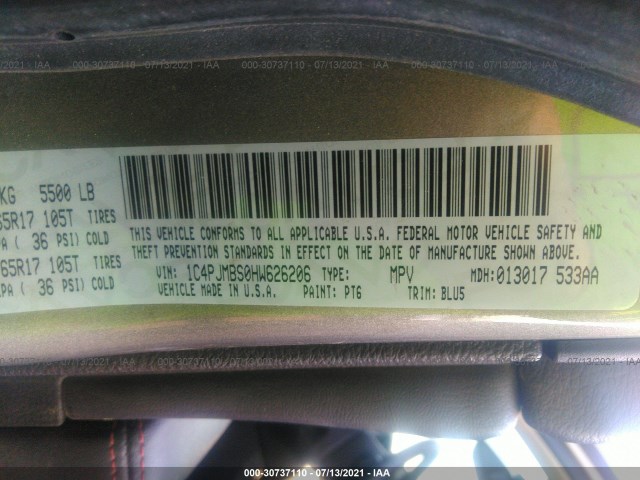 000-30737110 - 07/13/2021 - IAA
KG 5500 LB
65R17 105T TIRES
PA ( 36 PSI) COLD
65R17 105T TIRES
PA ( 36 PSI) COLD
THIS VEHICLE CONFORMS TO ALL APPLICABLE U.S.A. FEDERAL MOTOR VEHICLE SAFETY AND
THEFT PREVENTION STANDARDS IN EFFECT ON THE DATE OF MANUFACTURE SHOWN ABOVE.
VIN: 1C4PJMBS0HW626206 TYPE: MPV MDH:013017 533AA
VEHICLE MADE IN U.S.A. PAINT: PT6 TRIM: BLU5
000-30737110 - 07/13/2021 - IAA